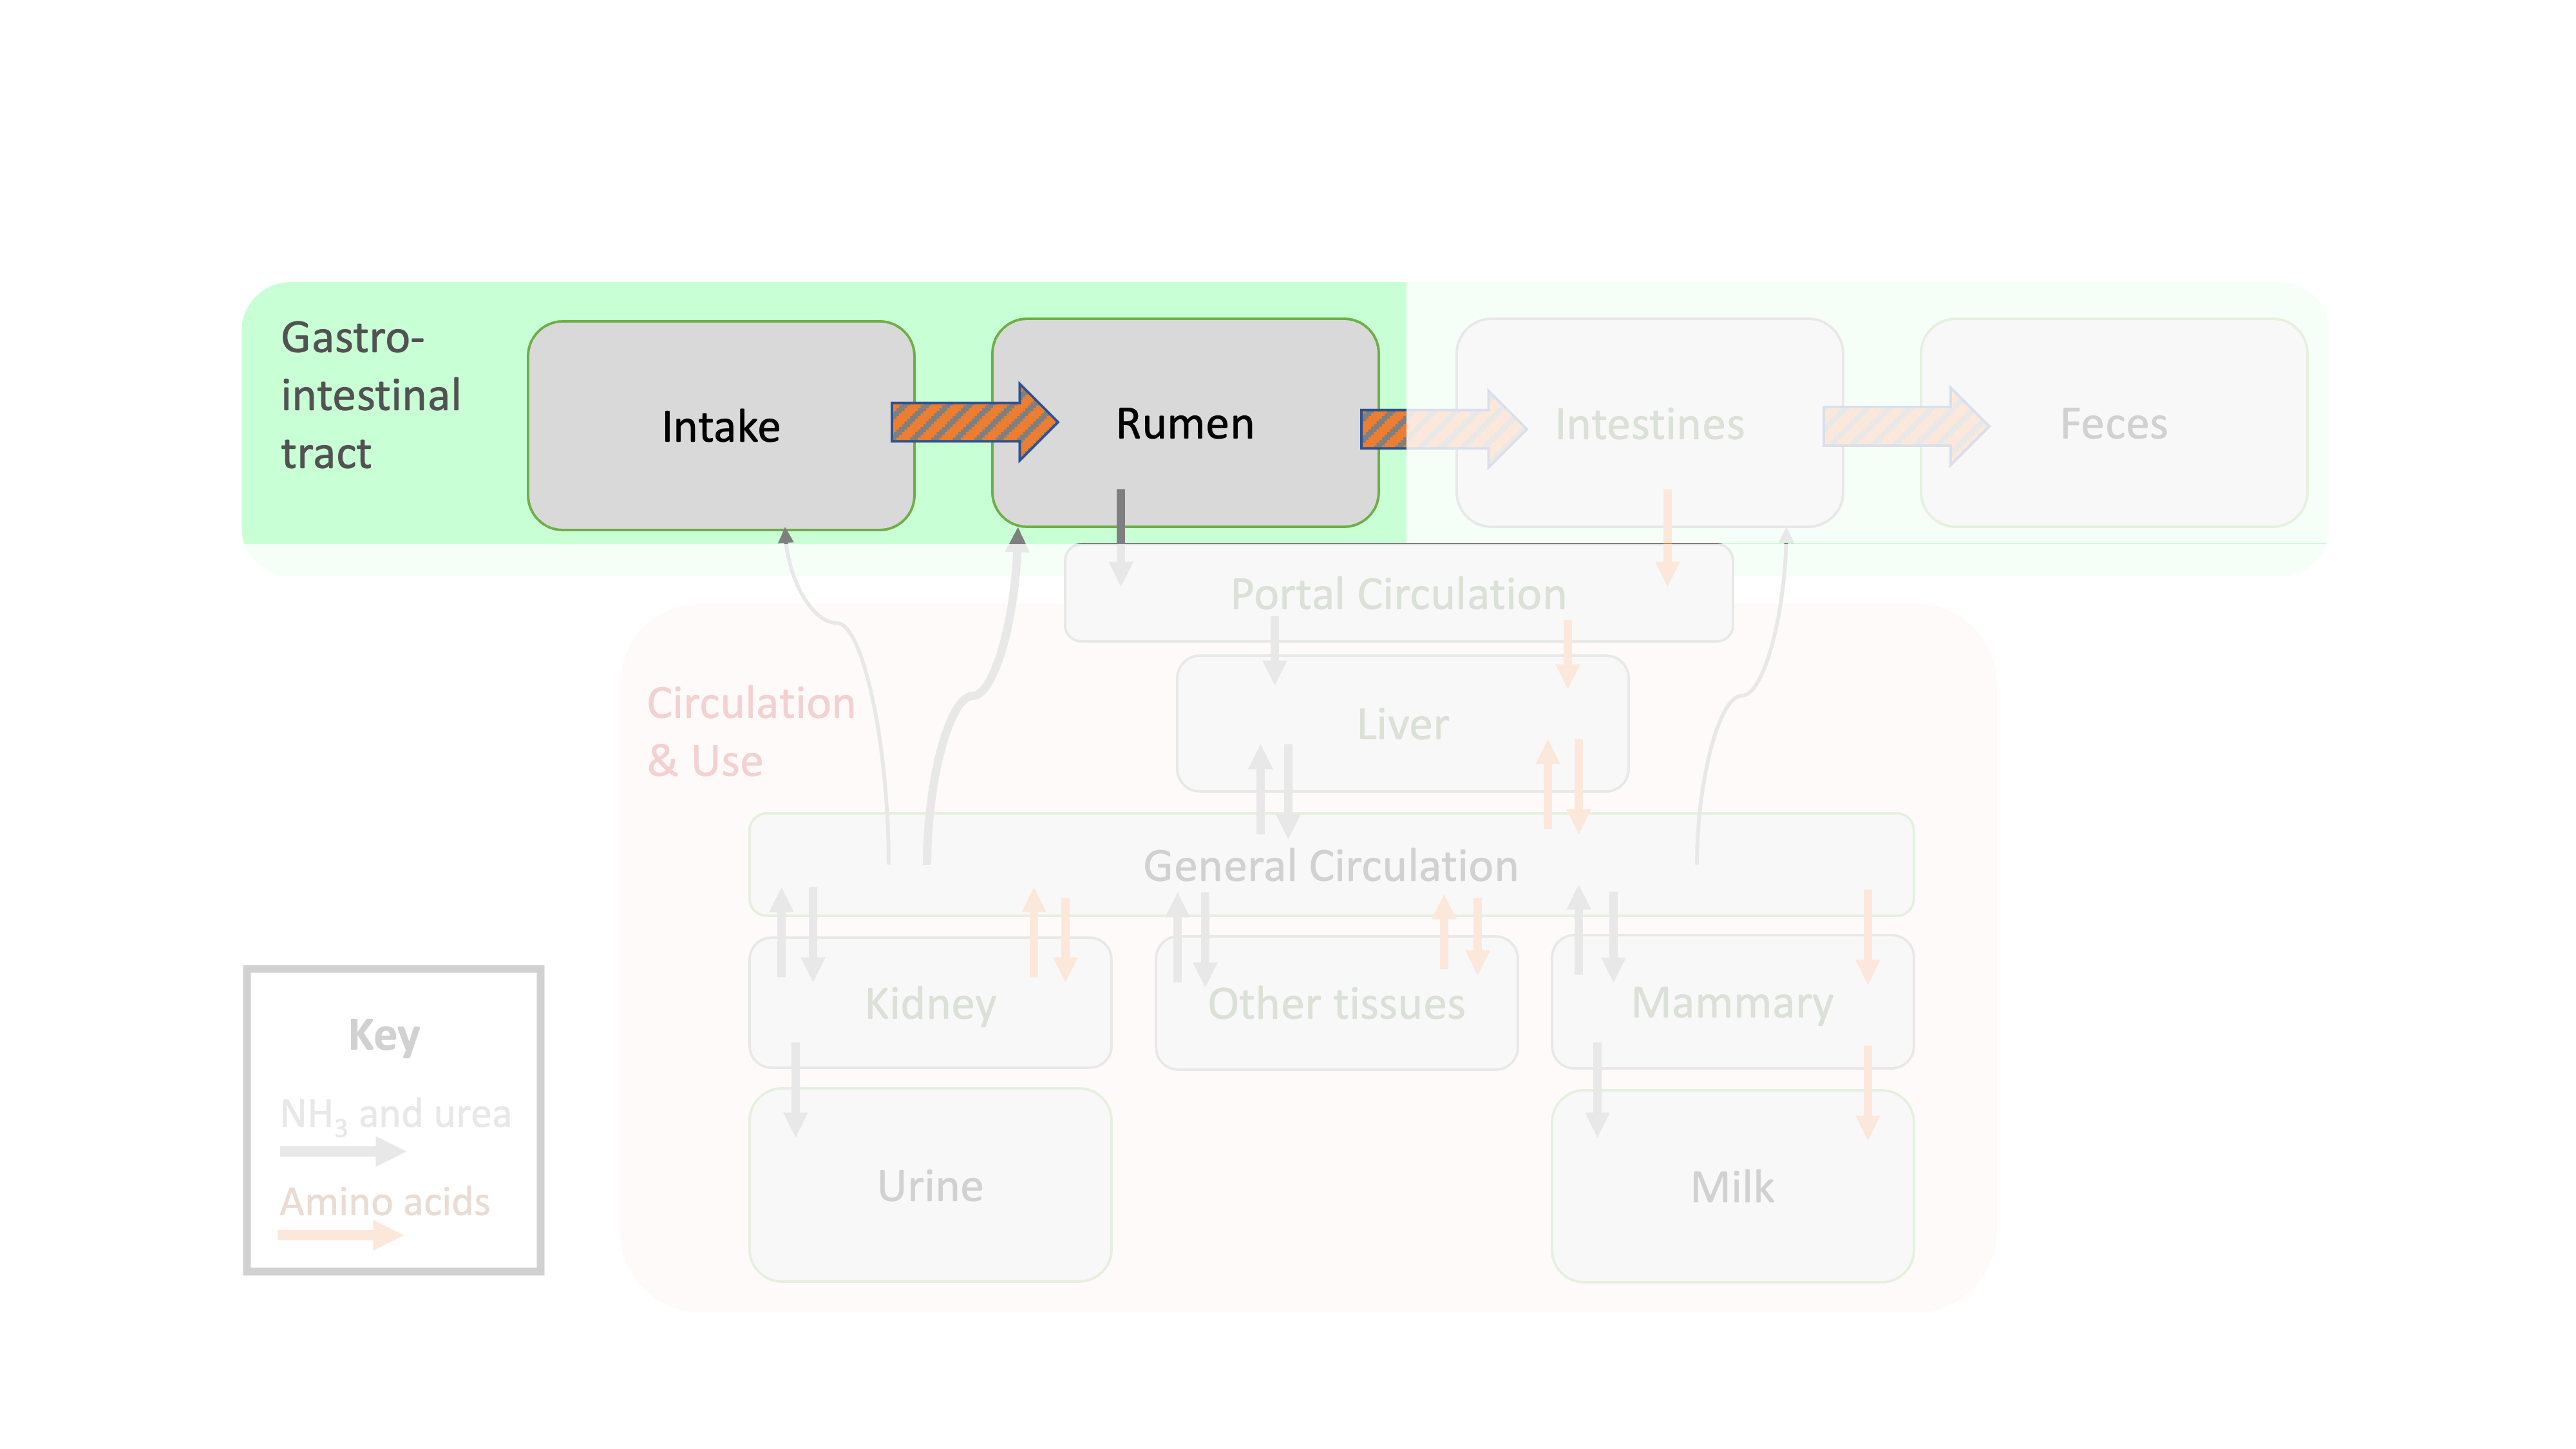 Gastro-
intestinal
tract
Intake
Rumen
Intestines
Feces
Portal Circulation
Circulation
& Use
Liver
General Circulation
Kidney
Other tissues
Mammary
Urine
Milk
Key
NH₃ and urea
Amino acids